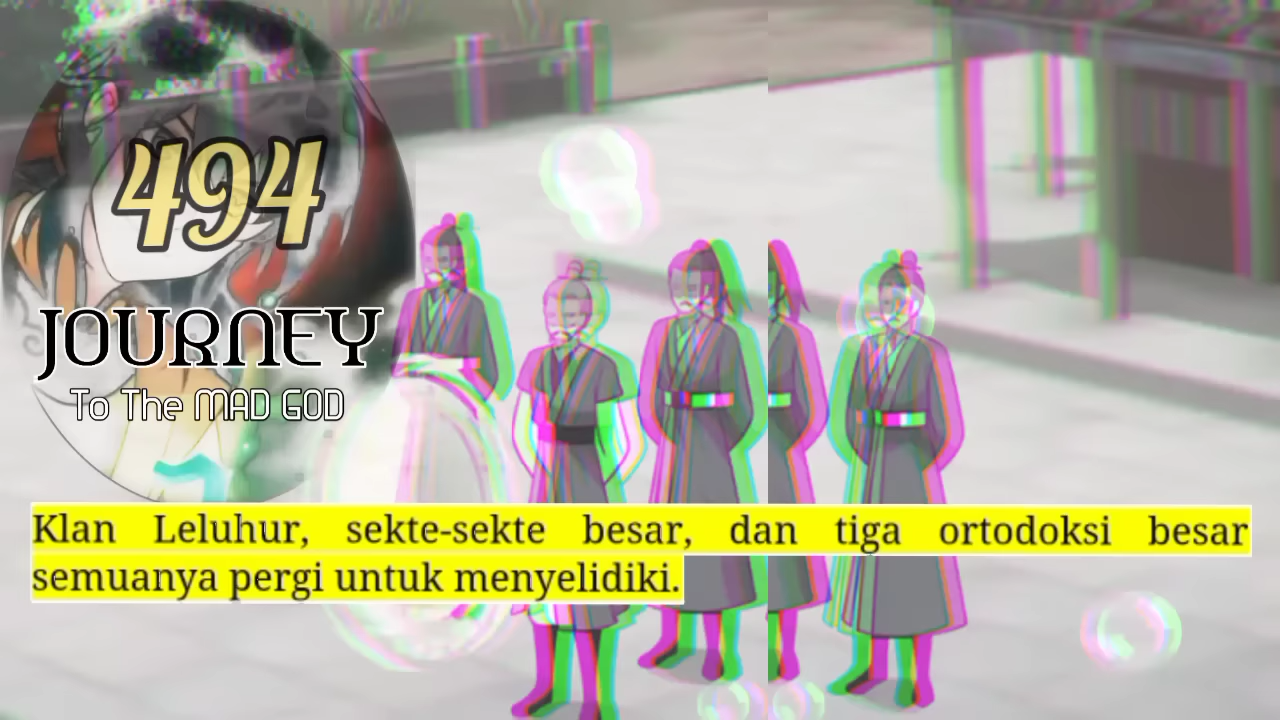 494
JOURNEY
To The MAD GOD
Klan Leluhur, sekte-sekte besar, dan tiga ortodoksi besar
semuanya pergi untuk menyelidiki.